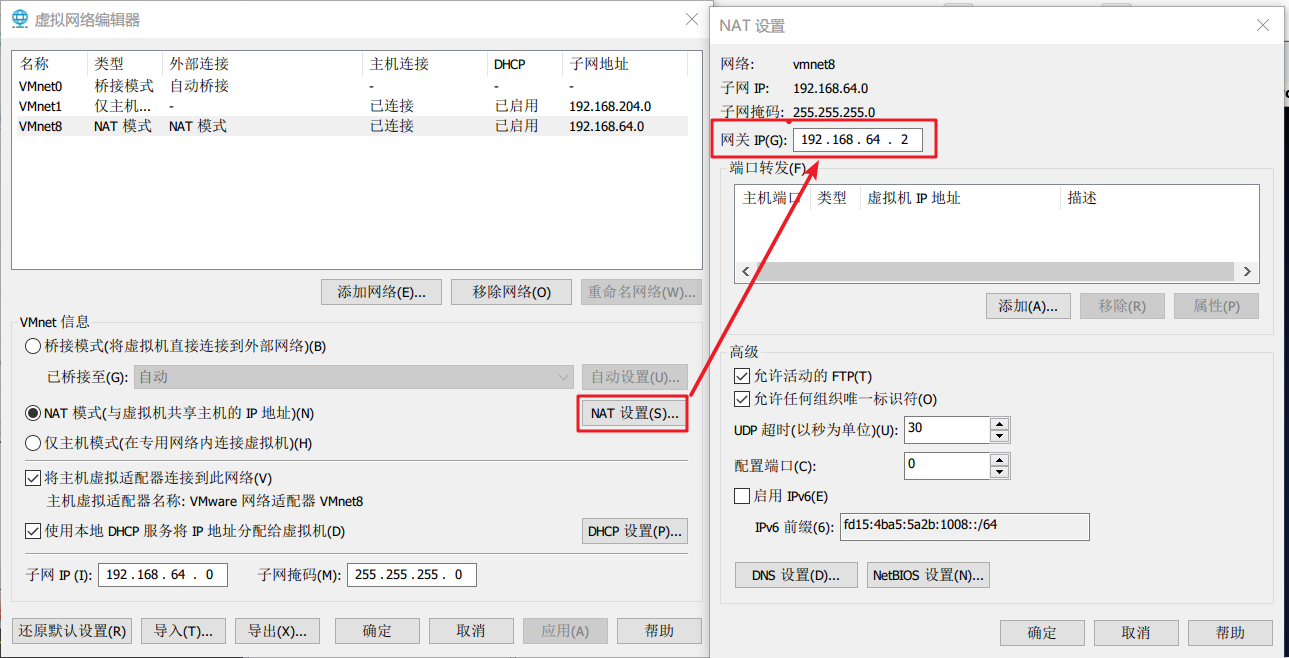 虚拟网络编辑器
名称 类型 外部连接 主机连接 DHCP 子网地址
VMnet0 桥接模式 自动桥接 - - -
VMnet1 仅主机... - 已连接 已启用 192.168.204.0
VMnet8 NAT 模式 NAT 模式 已连接 已启用 192.168.64.0
添加网络(E)... 移除网络(O) 重命名网络(W)...
VMnet 信息
桥接模式(将虚拟机直接连接到外部网络)(B)
已桥接至(G): 自动 自动设置(U)...
NAT 模式(与虚拟机共享主机的 IP 地址)(N) NAT 设置(S)...
仅主机模式(在专用网络内连接虚拟机)(H)
将主机虚拟适配器连接到此网络(V)
主机虚拟适配器名称: VMware 网络适配器 VMnet8
使用本地 DHCP 服务将 IP 地址分配给虚拟机(D) DHCP 设置(P)...
子网 IP (I): 192.168.64.0 子网掩码(M): 255.255.255.0
还原默认设置(R) 导入(T)... 导出(X)... 确定 取消 应用(A) 帮助
NAT 设置
网络: vmnet8
子网 IP: 192.168.64.0
子网掩码: 255.255.255.0
网关 IP(G): 192.168.64.2
端口转发(F)
主机端口 类型 虚拟机 IP 地址 描述
添加(A)... 移除(R) 属性(P)
高级
允许活动的 FTP(T)
允许任何组织唯一标识符(O)
UDP 超时(以秒为单位)(U): 30
配置端口(C): 0
启用 IPv6(E)
IPv6 前缀(6): fd15:4ba5:5a2b:1008::/64
DNS 设置(D)... NetBIOS 设置(N)...
确定 取消 帮助